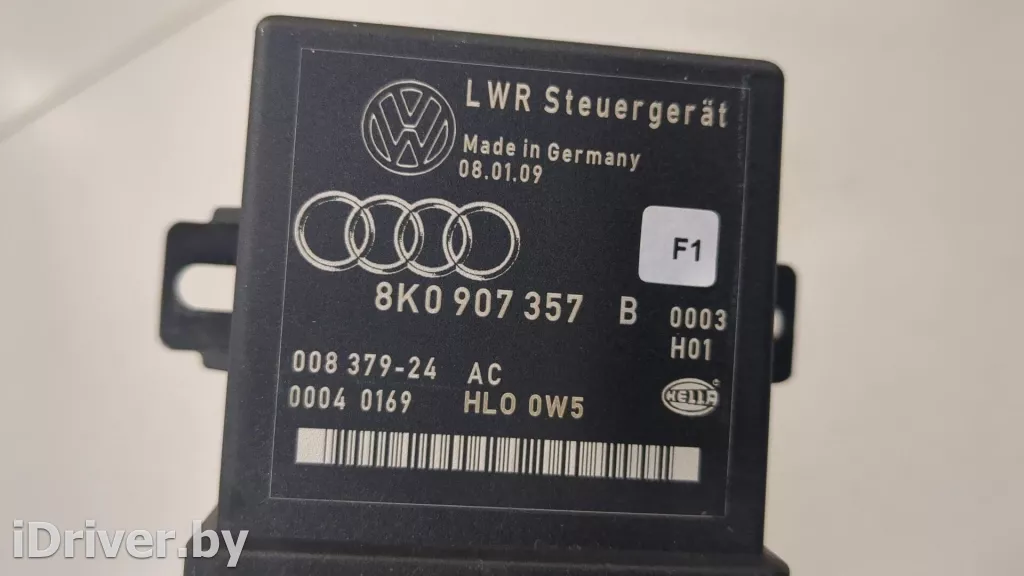 LWR Steuergerät
Made in Germany
08.01.09
F1
8K0 907 357 B 0003
H01
008 379-24 AC
0004 0169 HLO 0W5
HELLA
iDriver.by